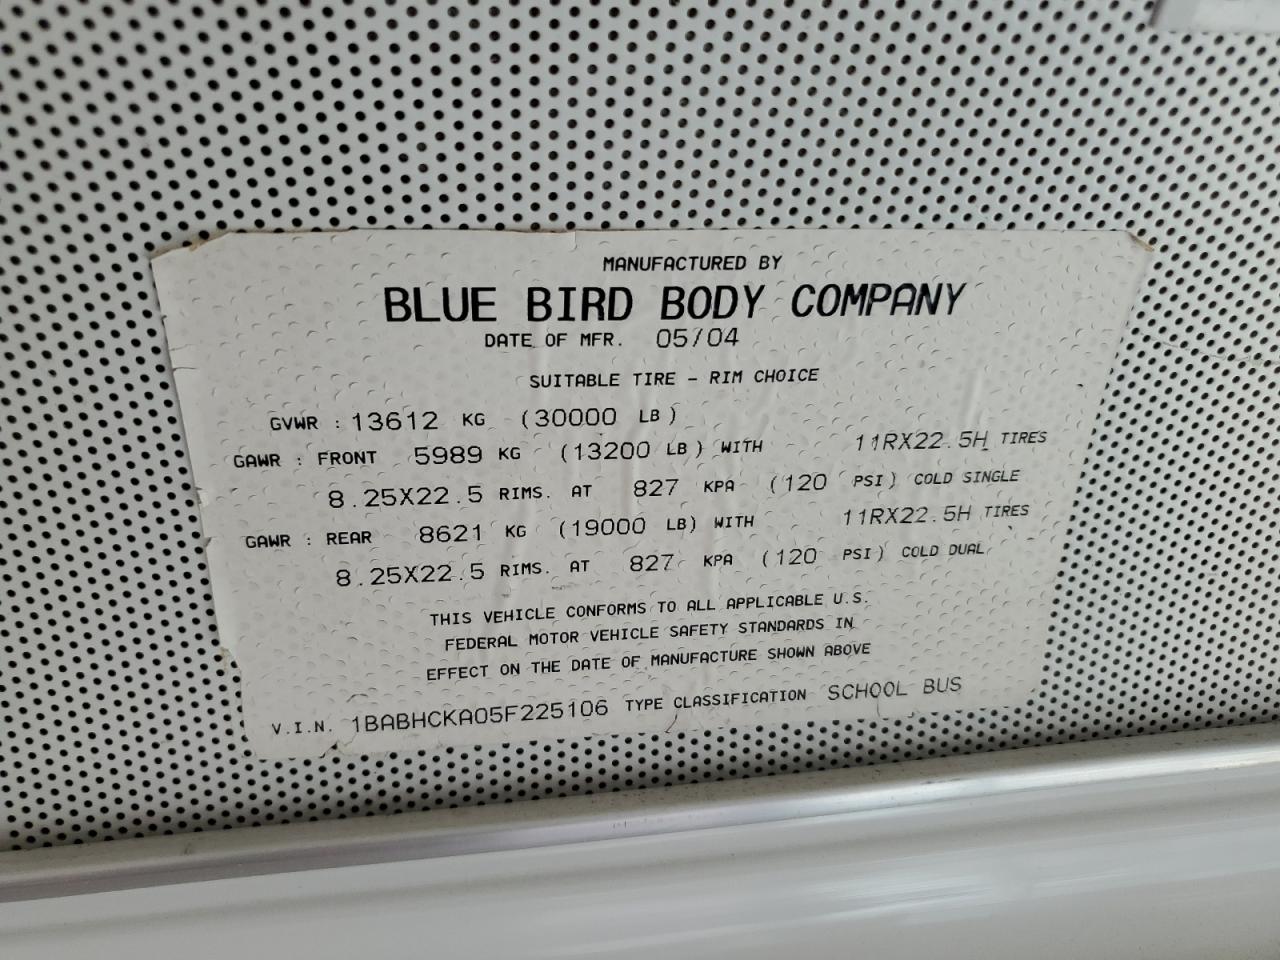 MANUFACTURED BY
BLUE BIRD BODY COMPANY
DATE OF MFR. 05/04
SUITABLE TIRE - RIM CHOICE
GVWR : 13612 KG (30000 LB)
GAWR : FRONT 5989 KG (13200 LB) WITH 11RX22.5H TIRES
8.25X22.5 RIMS. AT 827 KPA (120 PSI) COLD SINGLE
GAWR : REAR 8621 KG (19000 LB) WITH 11RX22.5H TIRES
8.25X22.5 RIMS. AT 827 KPA (120 PSI) COLD DUAL
THIS VEHICLE CONFORMS TO ALL APPLICABLE U.S.
FEDERAL MOTOR VEHICLE SAFETY STANDARDS IN
EFFECT ON THE DATE OF MANUFACTURE SHOWN ABOVE
V.I.N. 1BABHCKA05F225106 TYPE CLASSIFICATION SCHOOL BUS